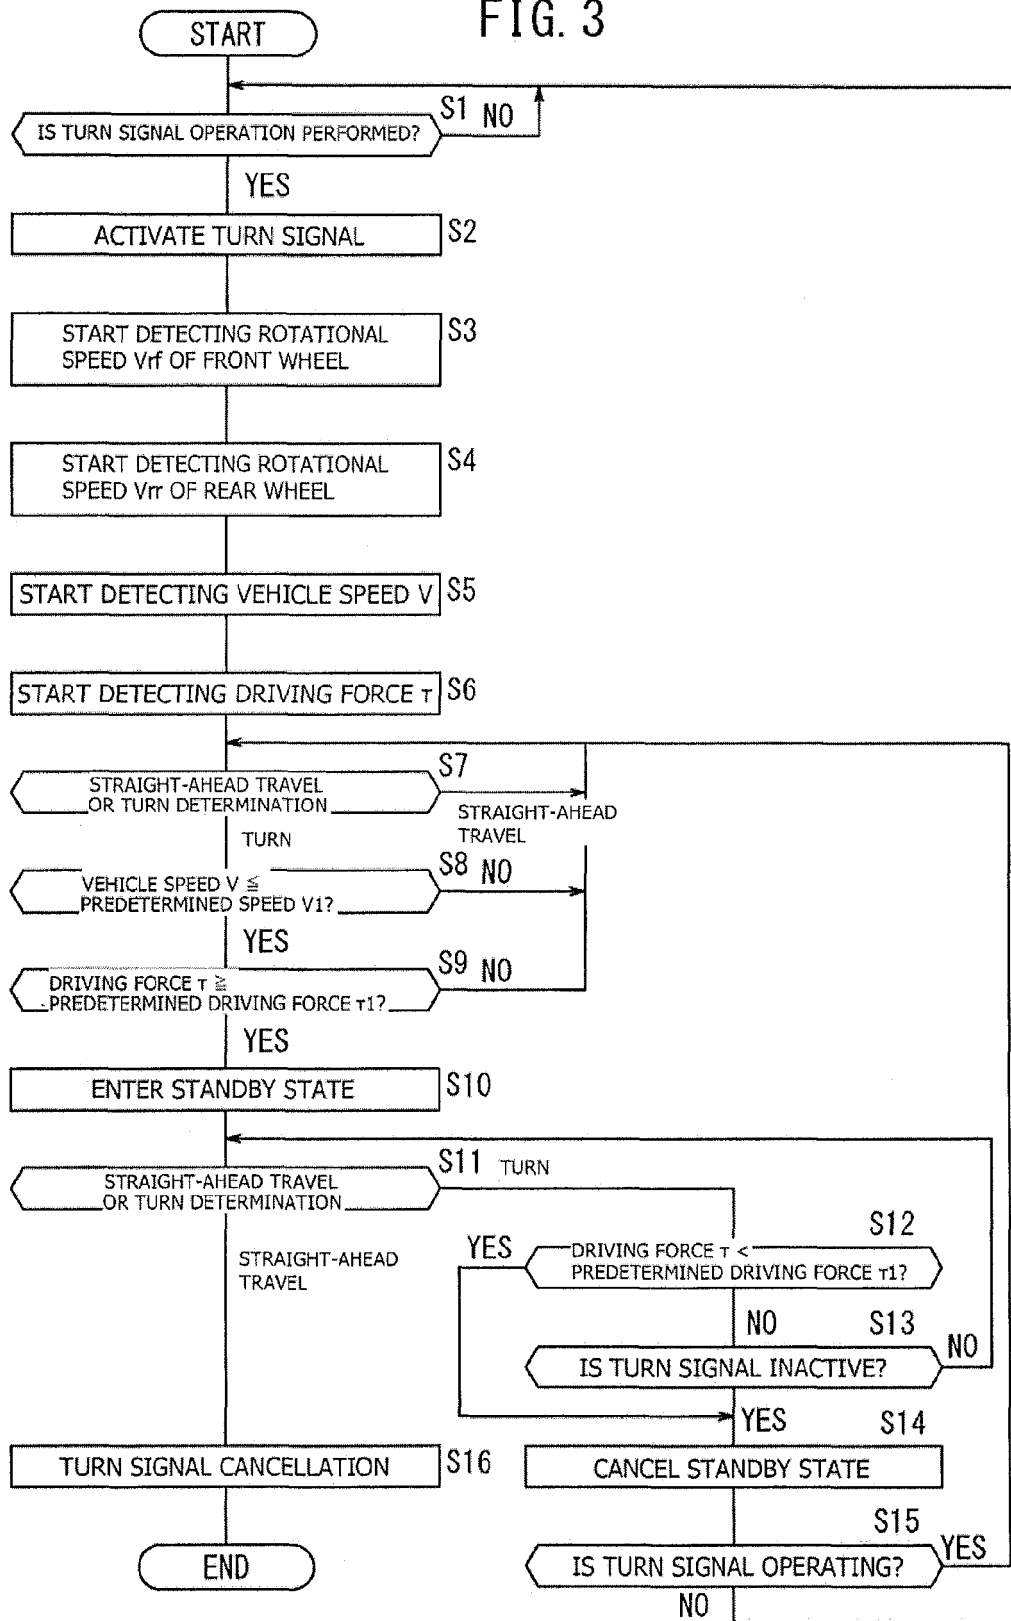 FIG. 3
START
S1 NO
IS TURN SIGNAL OPERATION PERFORMED?
YES
ACTIVATE TURN SIGNAL
S2
START DETECTING ROTATIONAL
SPEED Vrf OF FRONT WHEEL
S3
START DETECTING ROTATIONAL
SPEED Vrr OF REAR WHEEL
S4
START DETECTING VEHICLE SPEED V
S5
START DETECTING DRIVING FORCE τ
S6
S7
STRAIGHT-AHEAD TRAVEL
OR TURN DETERMINATION
STRAIGHT-AHEAD
TRAVEL
TURN
S8 NO
VEHICLE SPEED V ≦
PREDETERMINED SPEED V1?
YES
S9 NO
DRIVING FORCE τ ≧
PREDETERMINED DRIVING FORCE τ1?
YES
ENTER STANDBY STATE
S10
S11 TURN
STRAIGHT-AHEAD TRAVEL
OR TURN DETERMINATION
STRAIGHT-AHEAD
TRAVEL
S12
YES
DRIVING FORCE τ <
PREDETERMINED DRIVING FORCE τ1?
NO
S13
NO
IS TURN SIGNAL INACTIVE?
YES
S14
CANCEL STANDBY STATE
TURN SIGNAL CANCELLATION
S16
S15
YES
IS TURN SIGNAL OPERATING?
NO
END